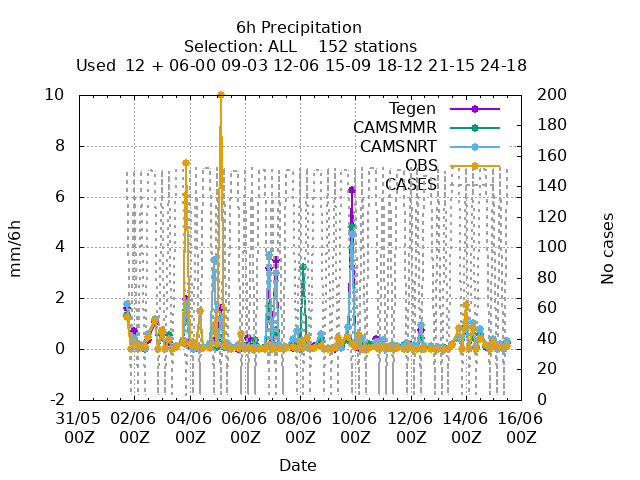 6h Precipitation
Selection: ALL 152 stations
Used 12 + 06-00 09-03 12-06 15-09 18-12 21-15 24-18
Tegen
CAMSMMR
CAMSNRT
OBS
CASES
mm/6h
10
8
6
4
2
0
-2
No cases
200
180
160
140
120
100
80
60
40
20
0
31/05 02/06 04/06 06/06 08/06 10/06 12/06 14/06 16/06
00Z 00Z 00Z 00Z 00Z 00Z 00Z 00Z 00Z
Date